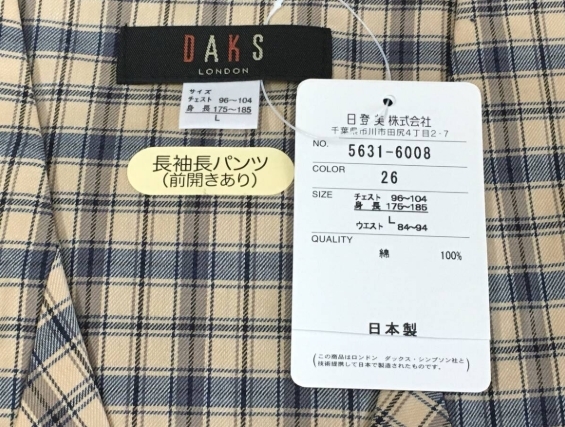 DAKS
LONDON
サイズ
チェスト 96〜104
身長 175〜185
L
長袖長パンツ
(前開きあり)
日登美株式会社
千葉県市川市田尻4丁目2-7
NO. 5631-6008
COLOR 26
SIZE チェスト 96〜104
身長 175〜185
L
ウエスト 84〜94
QUALITY
綿 100%
日本製
(この商品はロンドン ダックス・シンプソン社と
技術提携して日本で製造されたものです。)